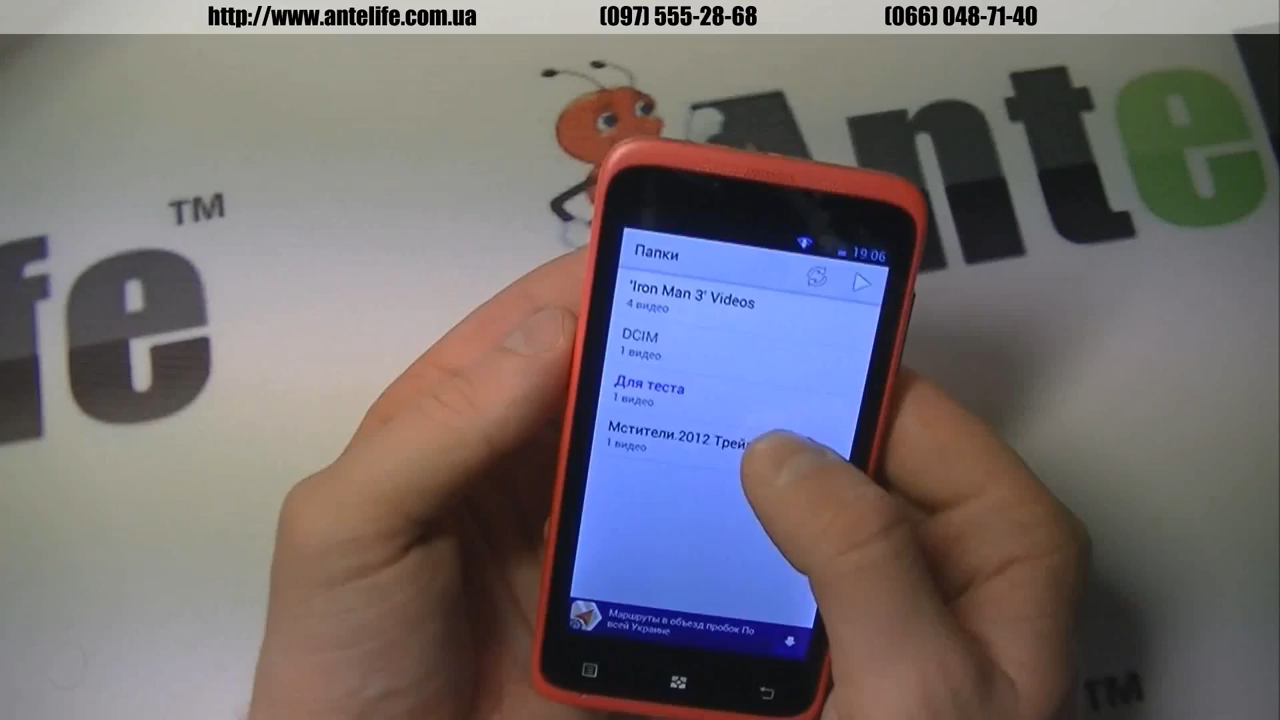 http://www.antelife.com.ua (097) 555-28-68 (066) 048-71-40
Ante
TM
fe
19:06
Папки
'Iron Man 3' Videos
4 видео
DCIM
1 видео
Для теста
1 видео
Мстители.2012 Трей
1 видео
Маршруты в объезд пробок По
всей Украине
TM